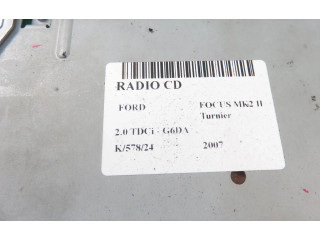 RADIO CD
FORD FOCUS MK2 II
Turnier
2.0 TDCi - G6DA
K/578/24 2007